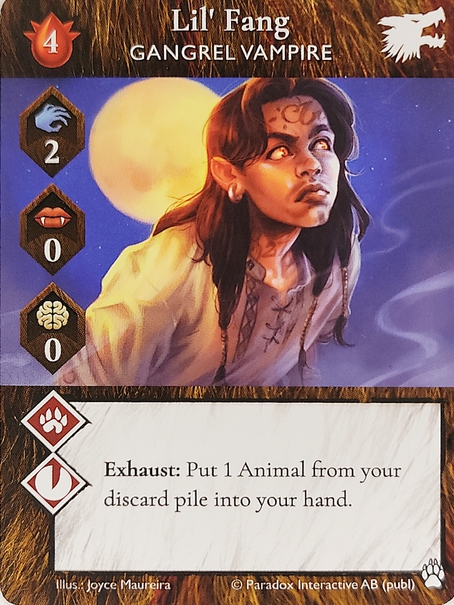 4
Lil' Fang
GANGREL VAMPIRE
2
0
0
Exhaust: Put 1 Animal from your
discard pile into your hand.
Illus.: Joyce Maureira
© Paradox Interactive AB (publ)